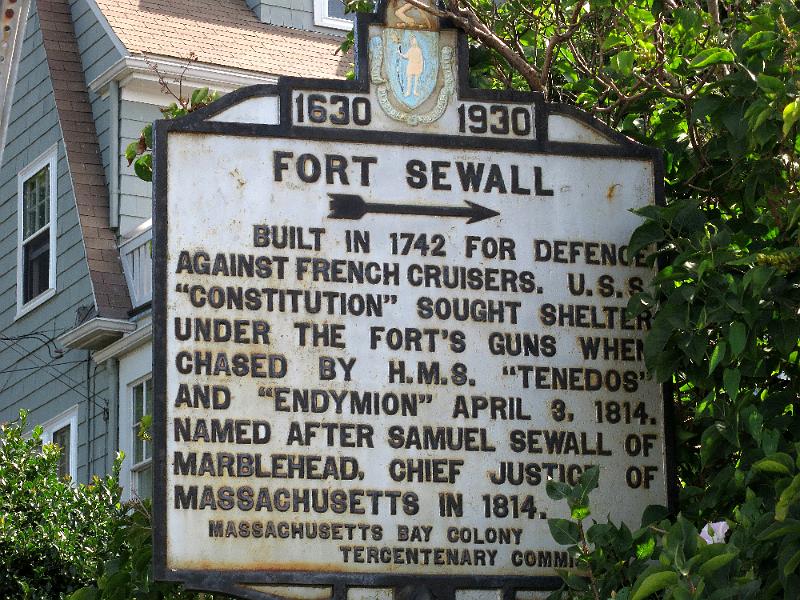 1630 1930
FORT SEWALL
BUILT IN 1742 FOR DEFENCE
AGAINST FRENCH CRUISERS. U.S.S.
"CONSTITUTION" SOUGHT SHELTER
UNDER THE FORT'S GUNS WHEN
CHASED BY H.M.S. "TENEDOS"
AND "ENDYMION" APRIL 3, 1814.
NAMED AFTER SAMUEL SEWALL OF
MARBLEHEAD, CHIEF JUSTICE OF
MASSACHUSETTS IN 1814.
MASSACHUSETTS BAY COLONY
TERCENTENARY